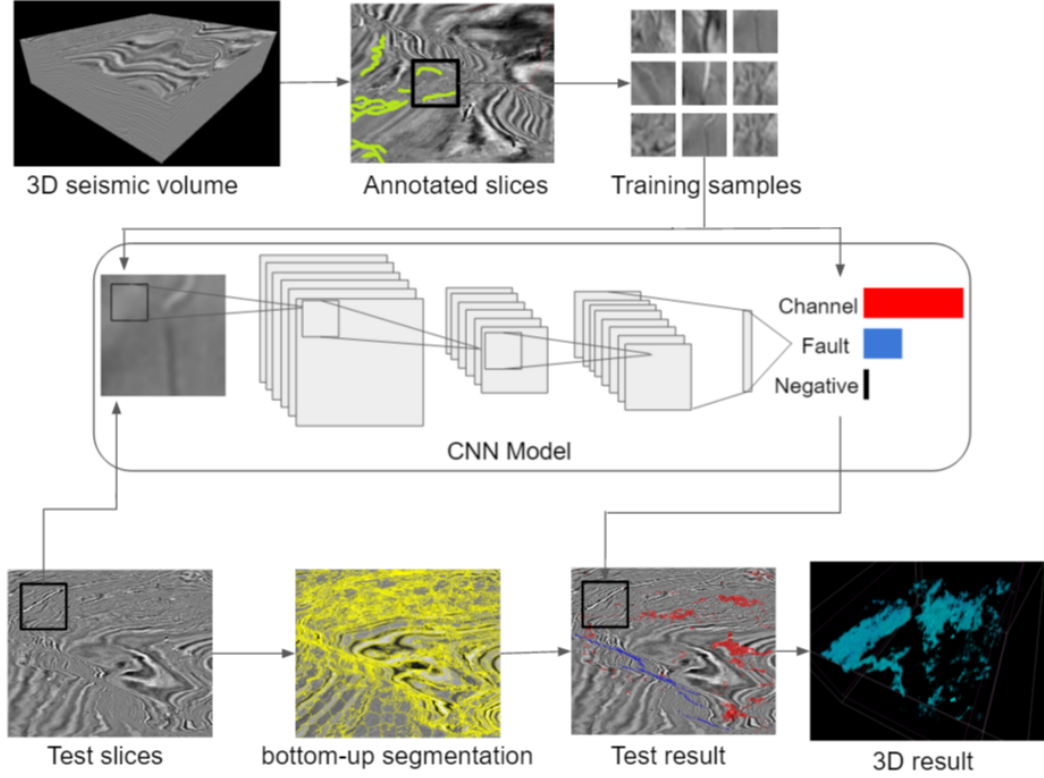 3D seismic volume
Annotated slices
Training samples
Channel
Fault
Negative
CNN Model
Test slices
bottom-up segmentation
Test result
3D result